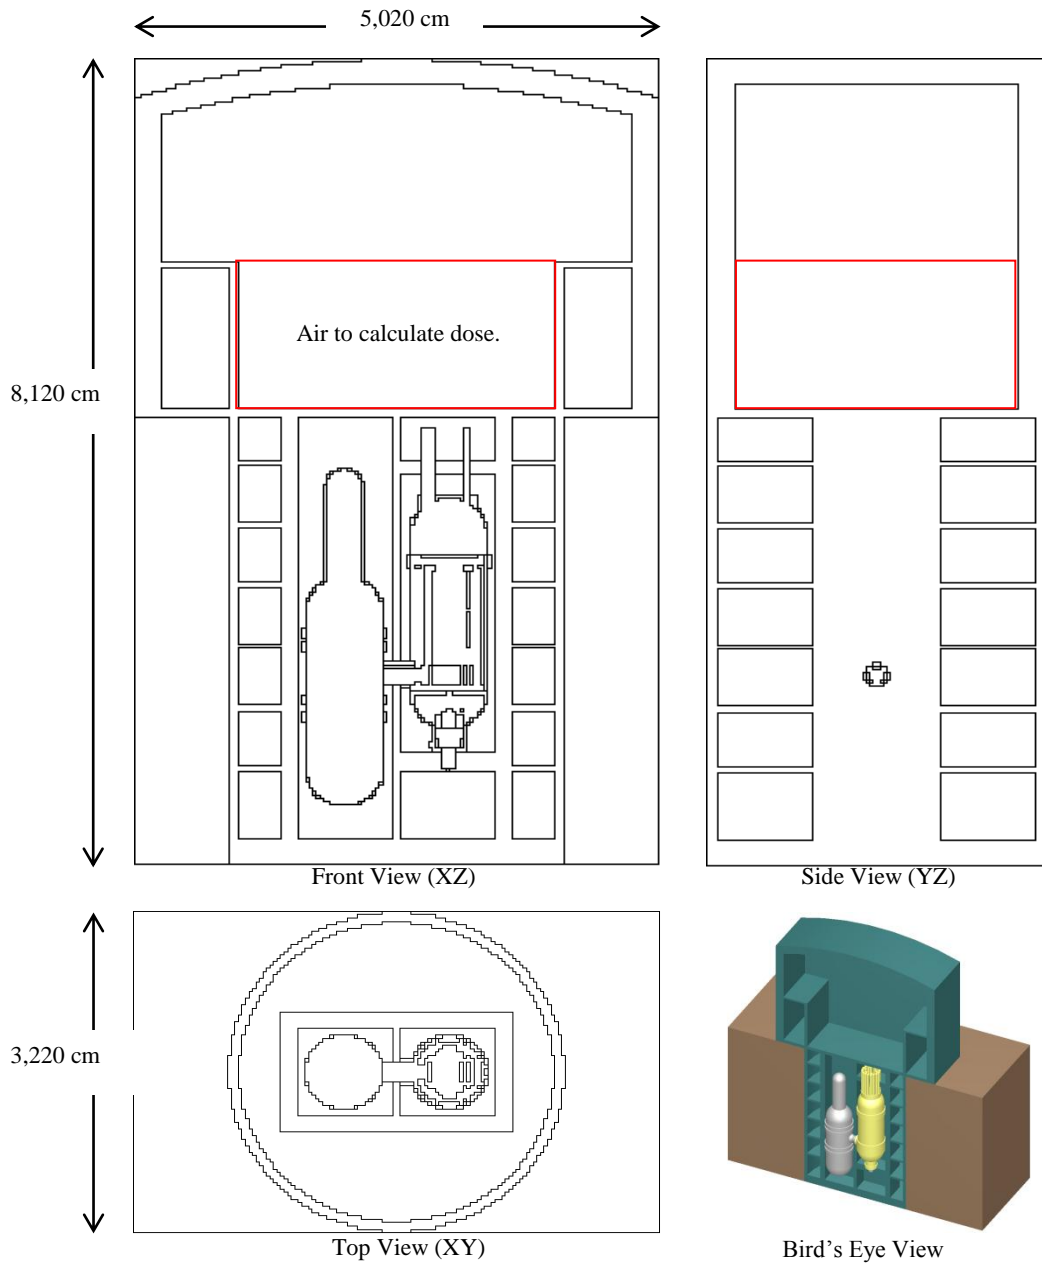 5,020 cm
Air to calculate dose.
8,120 cm
Front View (XZ)
Side View (YZ)
3,220 cm
Top View (XY)
Bird’s Eye View